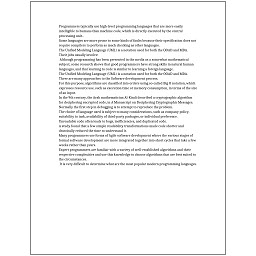 Programmers typically use high-level programming languages that are more easily
intelligible to humans than machine code, which is directly executed by the central
processing unit.
Some languages are more prone to some kinds of faults because their specification does not
require compilers to perform as much checking as other languages.
The Unified Modeling Language (UML) is a notation used for both the OOAD and MDA.
Their jobs usually involve:
Although programming has been presented in the media as a somewhat mathematical
subject, some research shows that good programmers have strong skills in natural human
languages, and that learning to code is similar to learning a foreign language.
The Unified Modeling Language (UML) is a notation used for both the OOAD and MDA.
There are many approaches to the Software development process.
For this purpose, algorithms are classified into orders using so-called Big O notation, which
expresses resource use, such as execution time or memory consumption, in terms of the size
of an input.
In the 9th century, the Arab mathematician Al-Kindi described a cryptographic algorithm
for deciphering encrypted code, in A Manuscript on Deciphering Cryptographic Messages.
Normally the first step in debugging is to attempt to reproduce the problem.
The choice of language used is subject to many considerations, such as company policy,
suitability to task, availability of third-party packages, or individual preference.
Unreadable code often leads to bugs, inefficiencies, and duplicated code.
A study found that a few simple readability transformations made code shorter and
drastically reduced the time to understand it.
Many programmers use forms of Agile software development where the various stages of
formal software development are more integrated together into short cycles that take a few
weeks rather than years.
Expert programmers are familiar with a variety of well-established algorithms and their
respective complexities and use this knowledge to choose algorithms that are best suited to
the circumstances.
It is very difficult to determine what are the most popular modern programming languages.